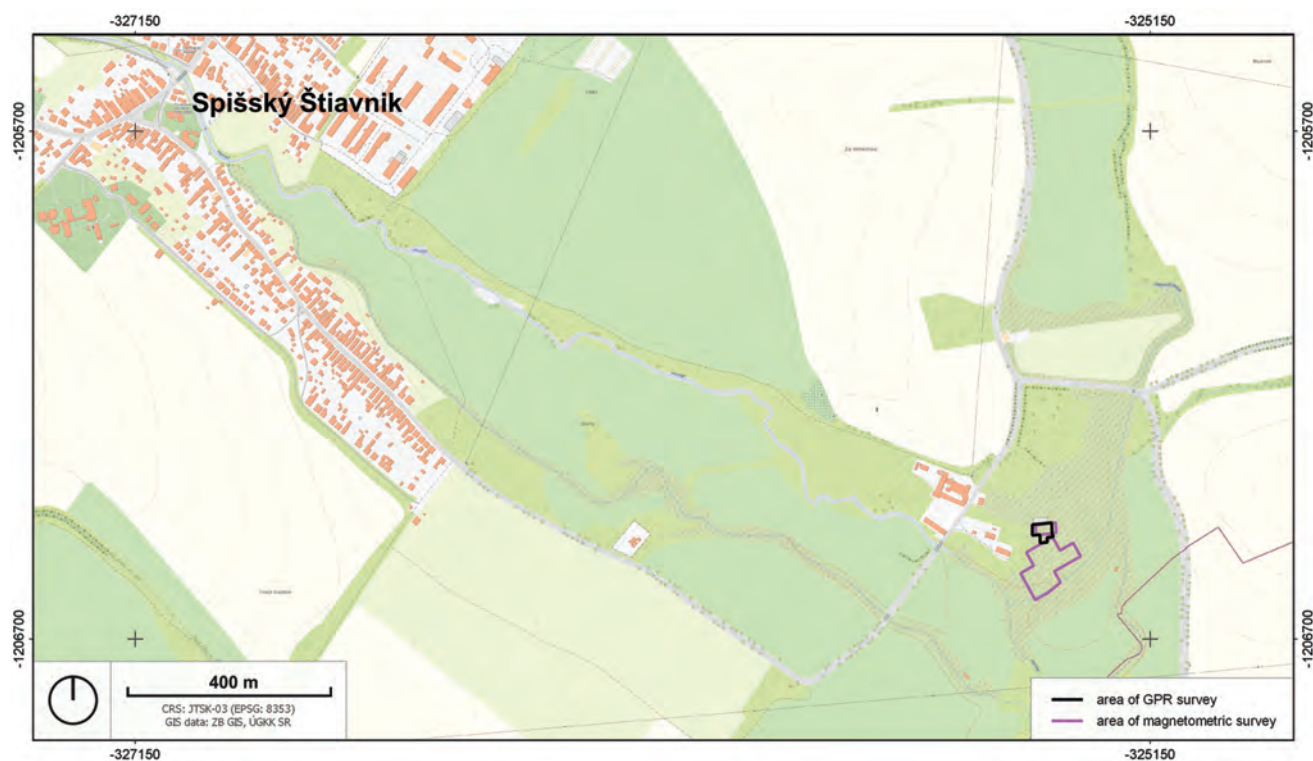 -327150
-325150
Spišský Štiavnik
-1205700
-1205700
-1206700
-1206700
400 m
CRS: JTSK-03 (EPSG: 8353)
GIS data: ZB GIS, ÚGKK SR
area of GPR survey
area of magnetometric survey
-327150
-325150